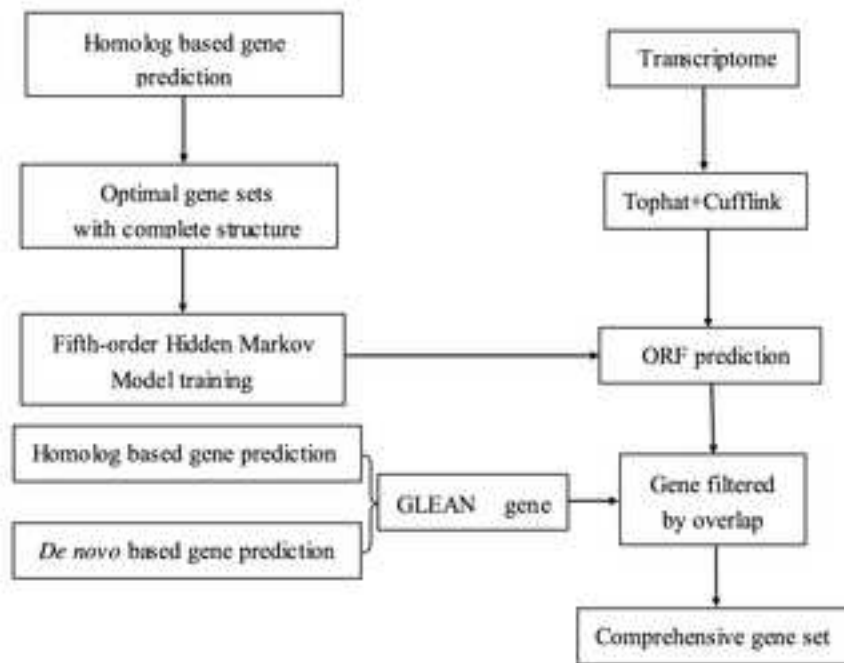 Homolog based gene
prediction
Transcriptome
Optimal gene sets
with complete structure
Tophat+Cufflink
Fifth-order Hidden Markov
Model training
ORF prediction
Homolog based gene prediction
De novo based gene prediction
GLEAN gene
Gene filtered
by overlap
Comprehensive gene set